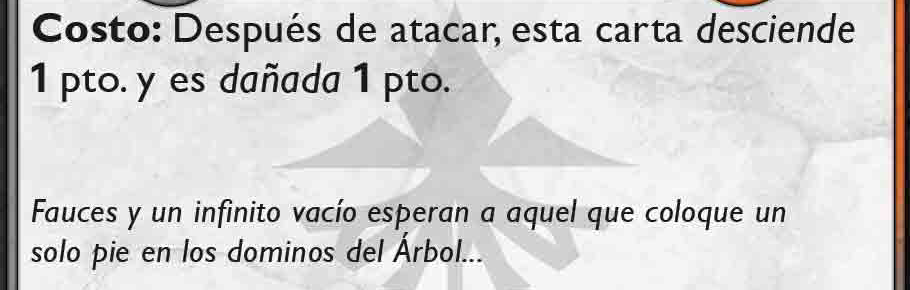 Costo: Después de atacar, esta carta desciende
1 pto. y es dañada 1 pto.
Fauces y un infinito vacío esperan a aquel que coloque un
solo pie en los dominos del Árbol...